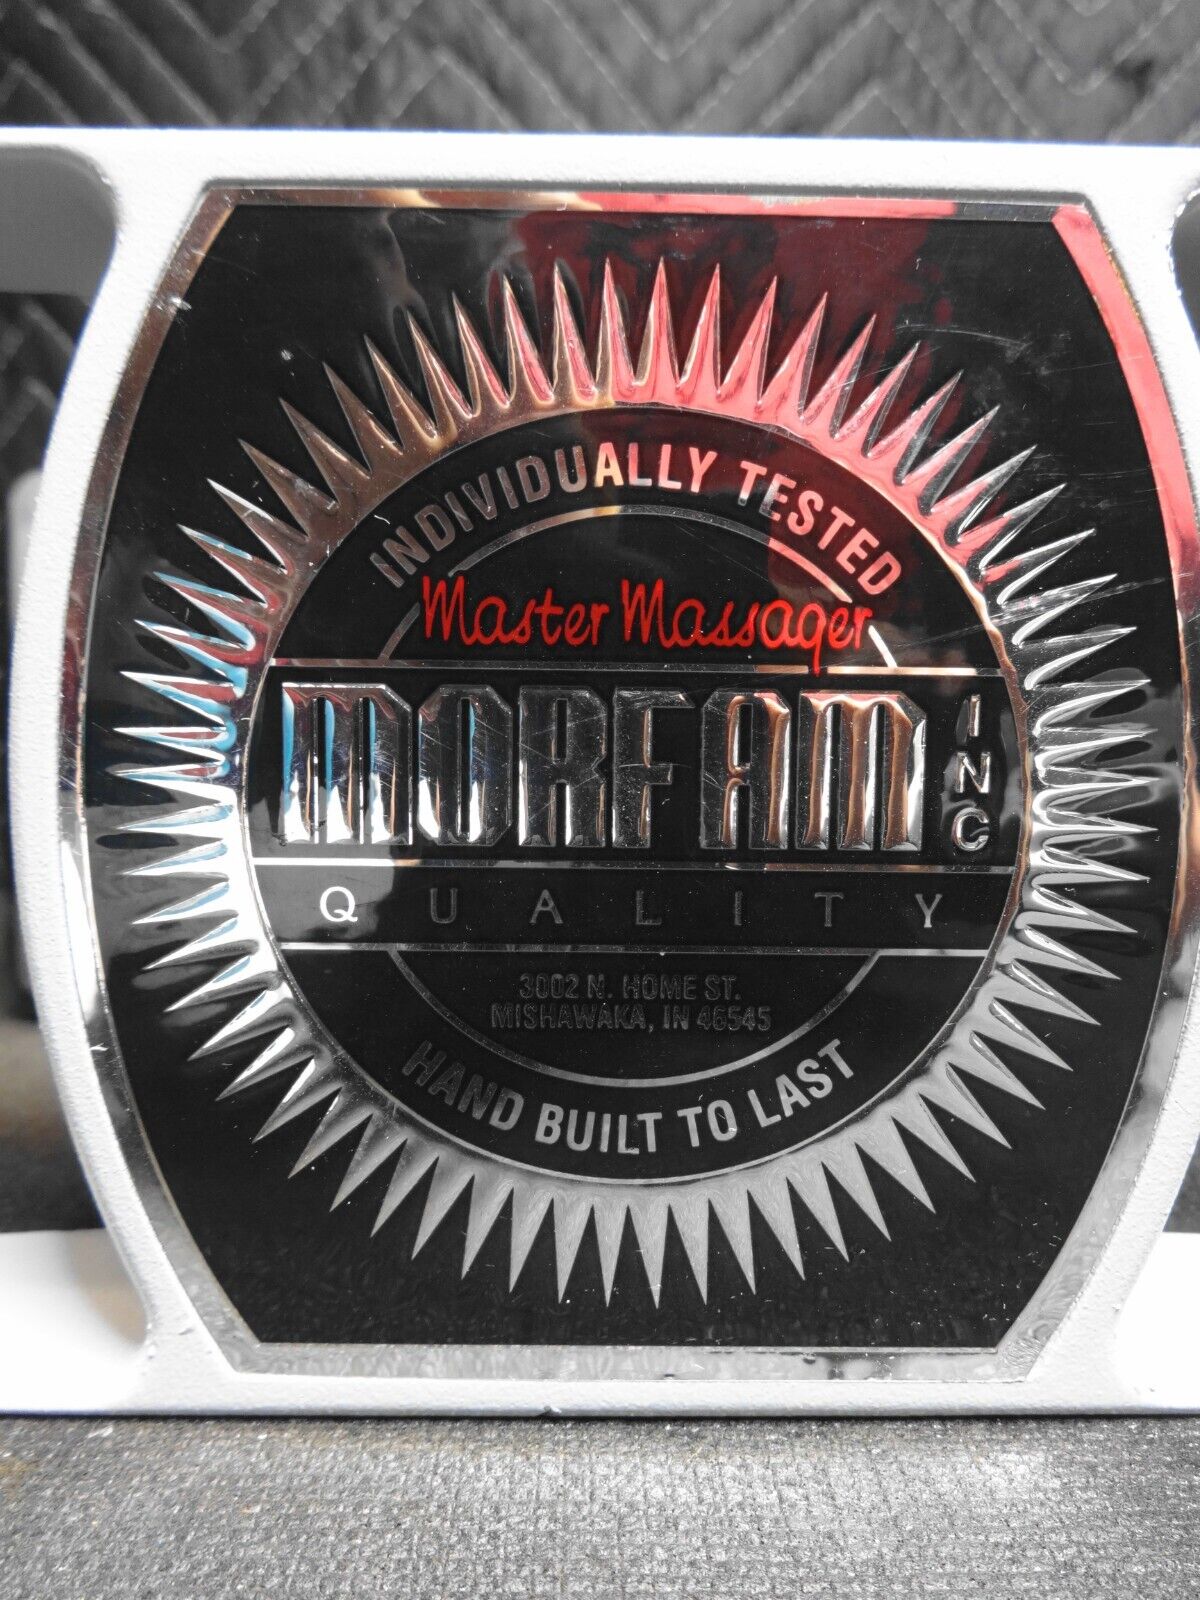 INDIVIDUALLY TESTED
Master Massager
MORFAM INC
QUALITY
3002 N. HOME ST.
MISHAWAKA, IN 46545
HAND BUILT TO LAST